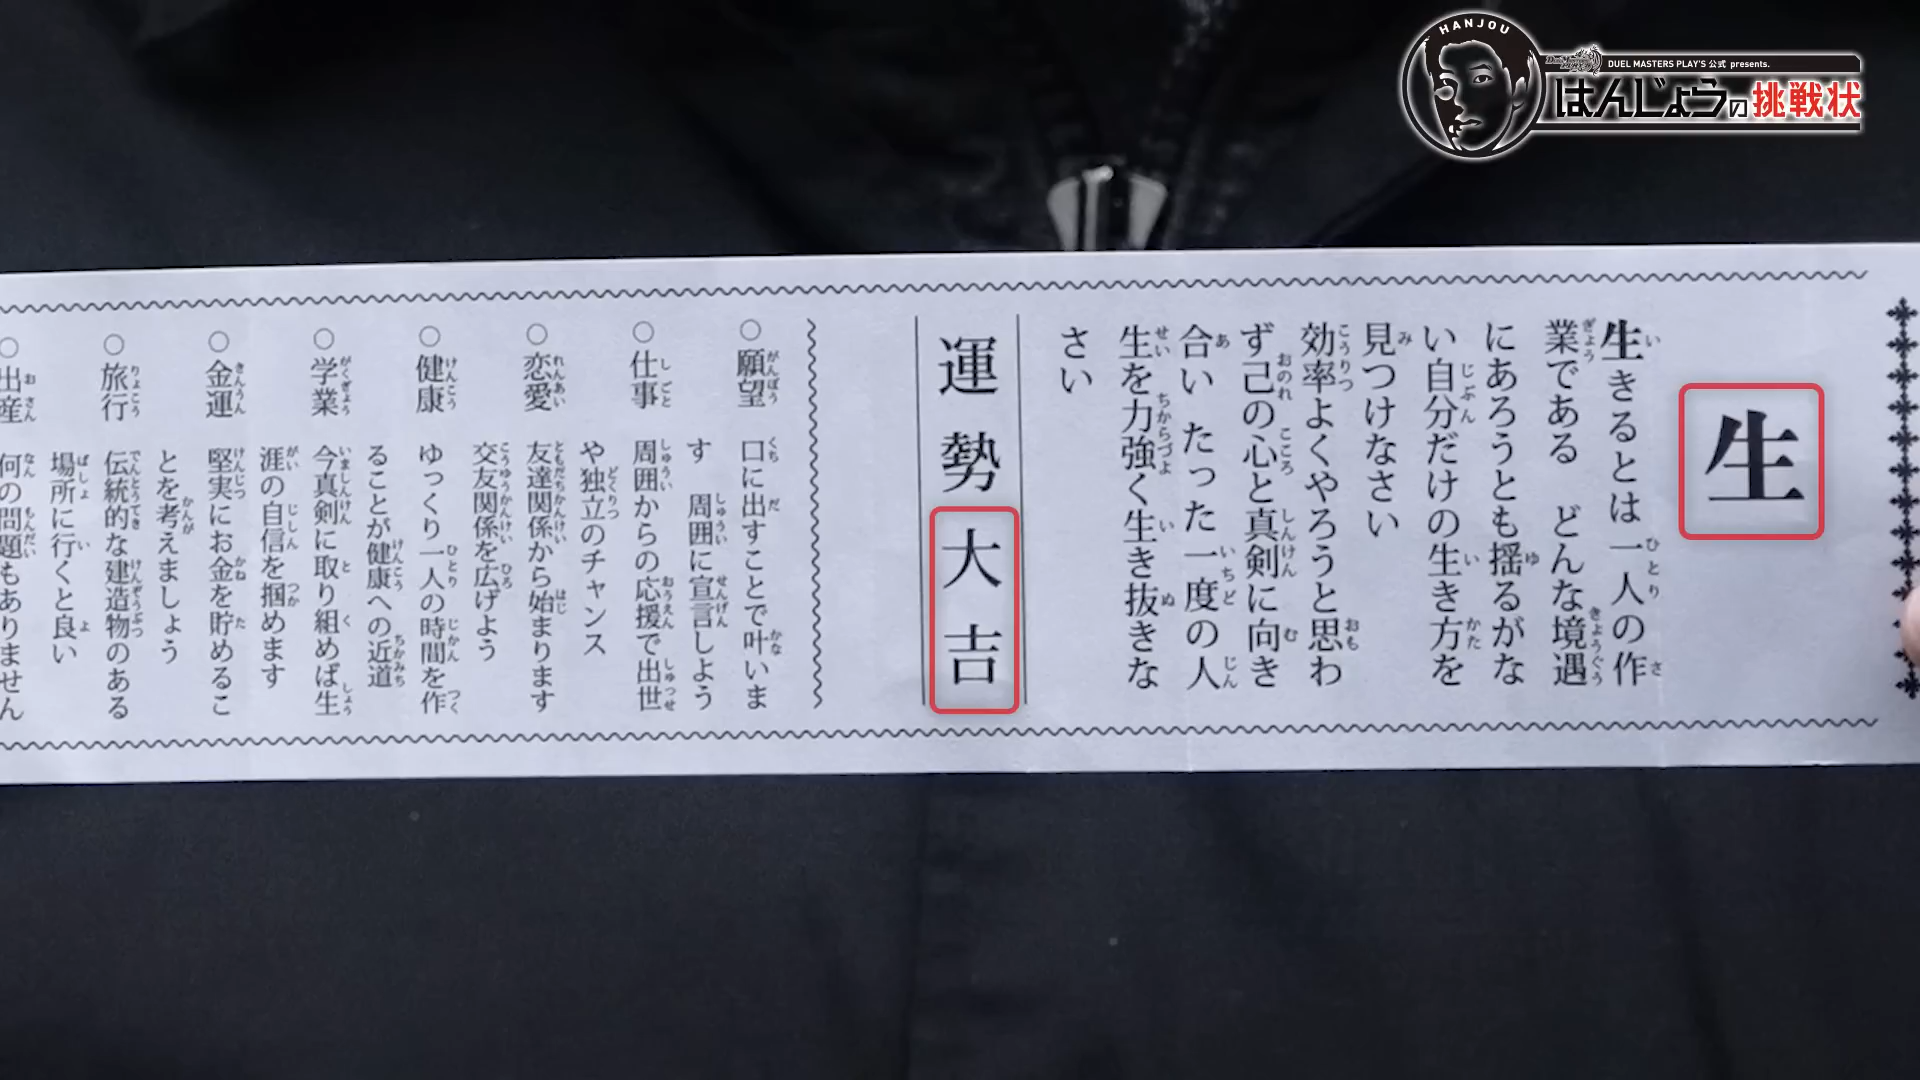 HANJOU
DUEL MASTERS PLAY'S 公式 presents.
はんじょうの挑戦状
生
生きるとは一人の作
業である　どんな境遇
にあろうとも揺るがな
い自分だけの生き方を
見つけなさい
効率よくやろうと思わ
ず己の心と真剣に向き
合い たった一度の人
生を力強く生き抜きな
さい
運勢大吉
○願望　口に出すことで叶いま
す　周囲に宣言しよう
○仕事　周囲からの応援で出世
や独立のチャンス
○恋愛　友達関係から始まります
交友関係を広げよう
○健康　ゆっくり一人の時間を作
ることが健康への近道
○学業　今真剣に取り組めば生
涯の自信を掴めます
○金運　堅実にお金を貯めるこ
とを考えましょう
○旅行　伝統的な建造物のある
場所に行くと良い
○出産　何の問題もありません